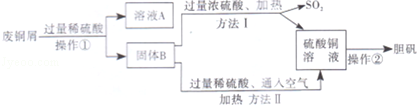 过量浓硫酸、加热
SO₂
方法Ⅰ
溶液A
废铜屑
过量稀硫酸
操作①
固体B
硫酸铜
溶液
操作②
胆矾
过量稀硫酸、通入空气
加热 方法Ⅱ